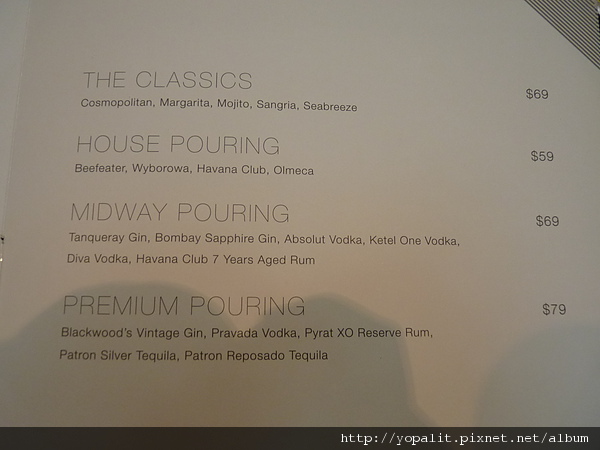 THE CLASSICS $69
Cosmopolitan, Margarita, Mojito, Sangria, Seabreeze
HOUSE POURING $59
Beefeater, Wyborowa, Havana Club, Olmeca
MIDWAY POURING $69
Tanqueray Gin, Bombay Sapphire Gin, Absolut Vodka, Ketel One Vodka,
Diva Vodka, Havana Club 7 Years Aged Rum
PREMIUM POURING $79
Blackwood's Vintage Gin, Pravada Vodka, Pyrat XO Reserve Rum,
Patron Silver Tequila, Patron Reposado Tequila
http://yopalit.pixnet.net/album